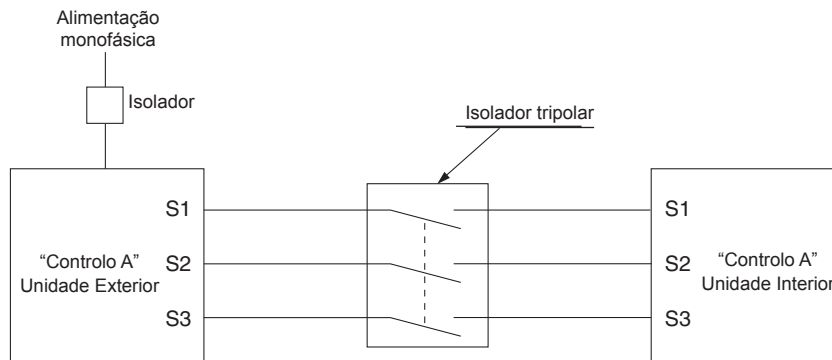 Alimentação
monofásica
Isolador
Isolador tripolar
S1
S1
“Controlo A”
Unidade Exterior
S2
S2
“Controlo A”
Unidade Interior
S3
S3